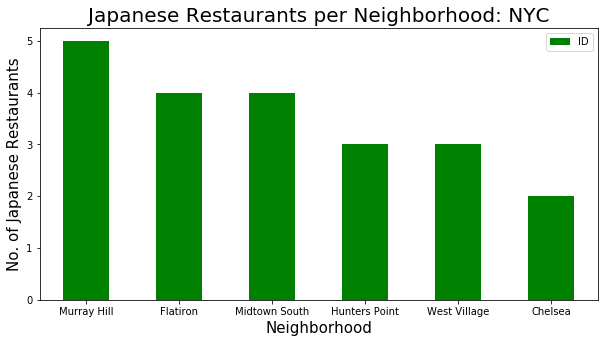 Japanese Restaurants per Neighborhood: NYC
ID
No. of Japanese Restaurants
5
4
3
2
1
0
Murray Hill Flatiron Midtown South Hunters Point West Village Chelsea
Neighborhood